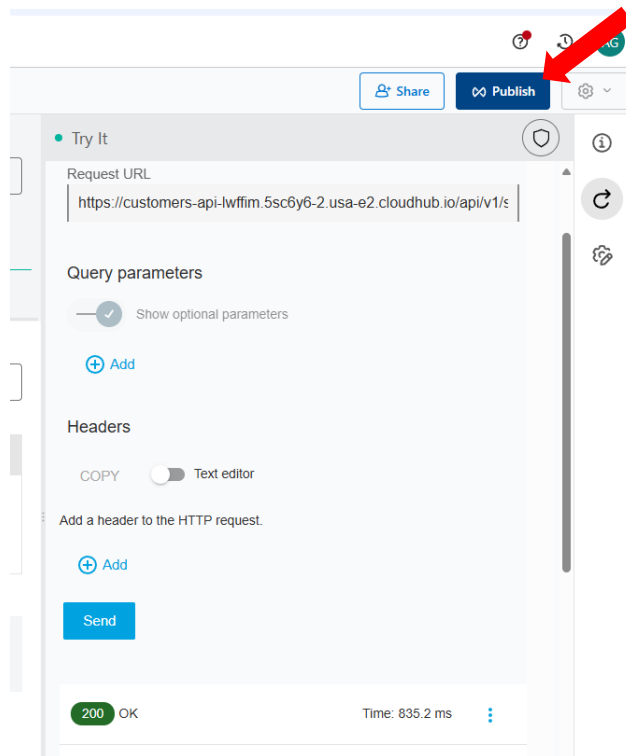 AG
Share
Publish
Try It
Request URL
https://customers-api-lwffim.5sc6y6-2.usa-e2.cloudhub.io/api/v1/s
Query parameters
Show optional parameters
Add
Headers
COPY
Text editor
Add a header to the HTTP request.
Add
Send
200 OK
Time: 835.2 ms